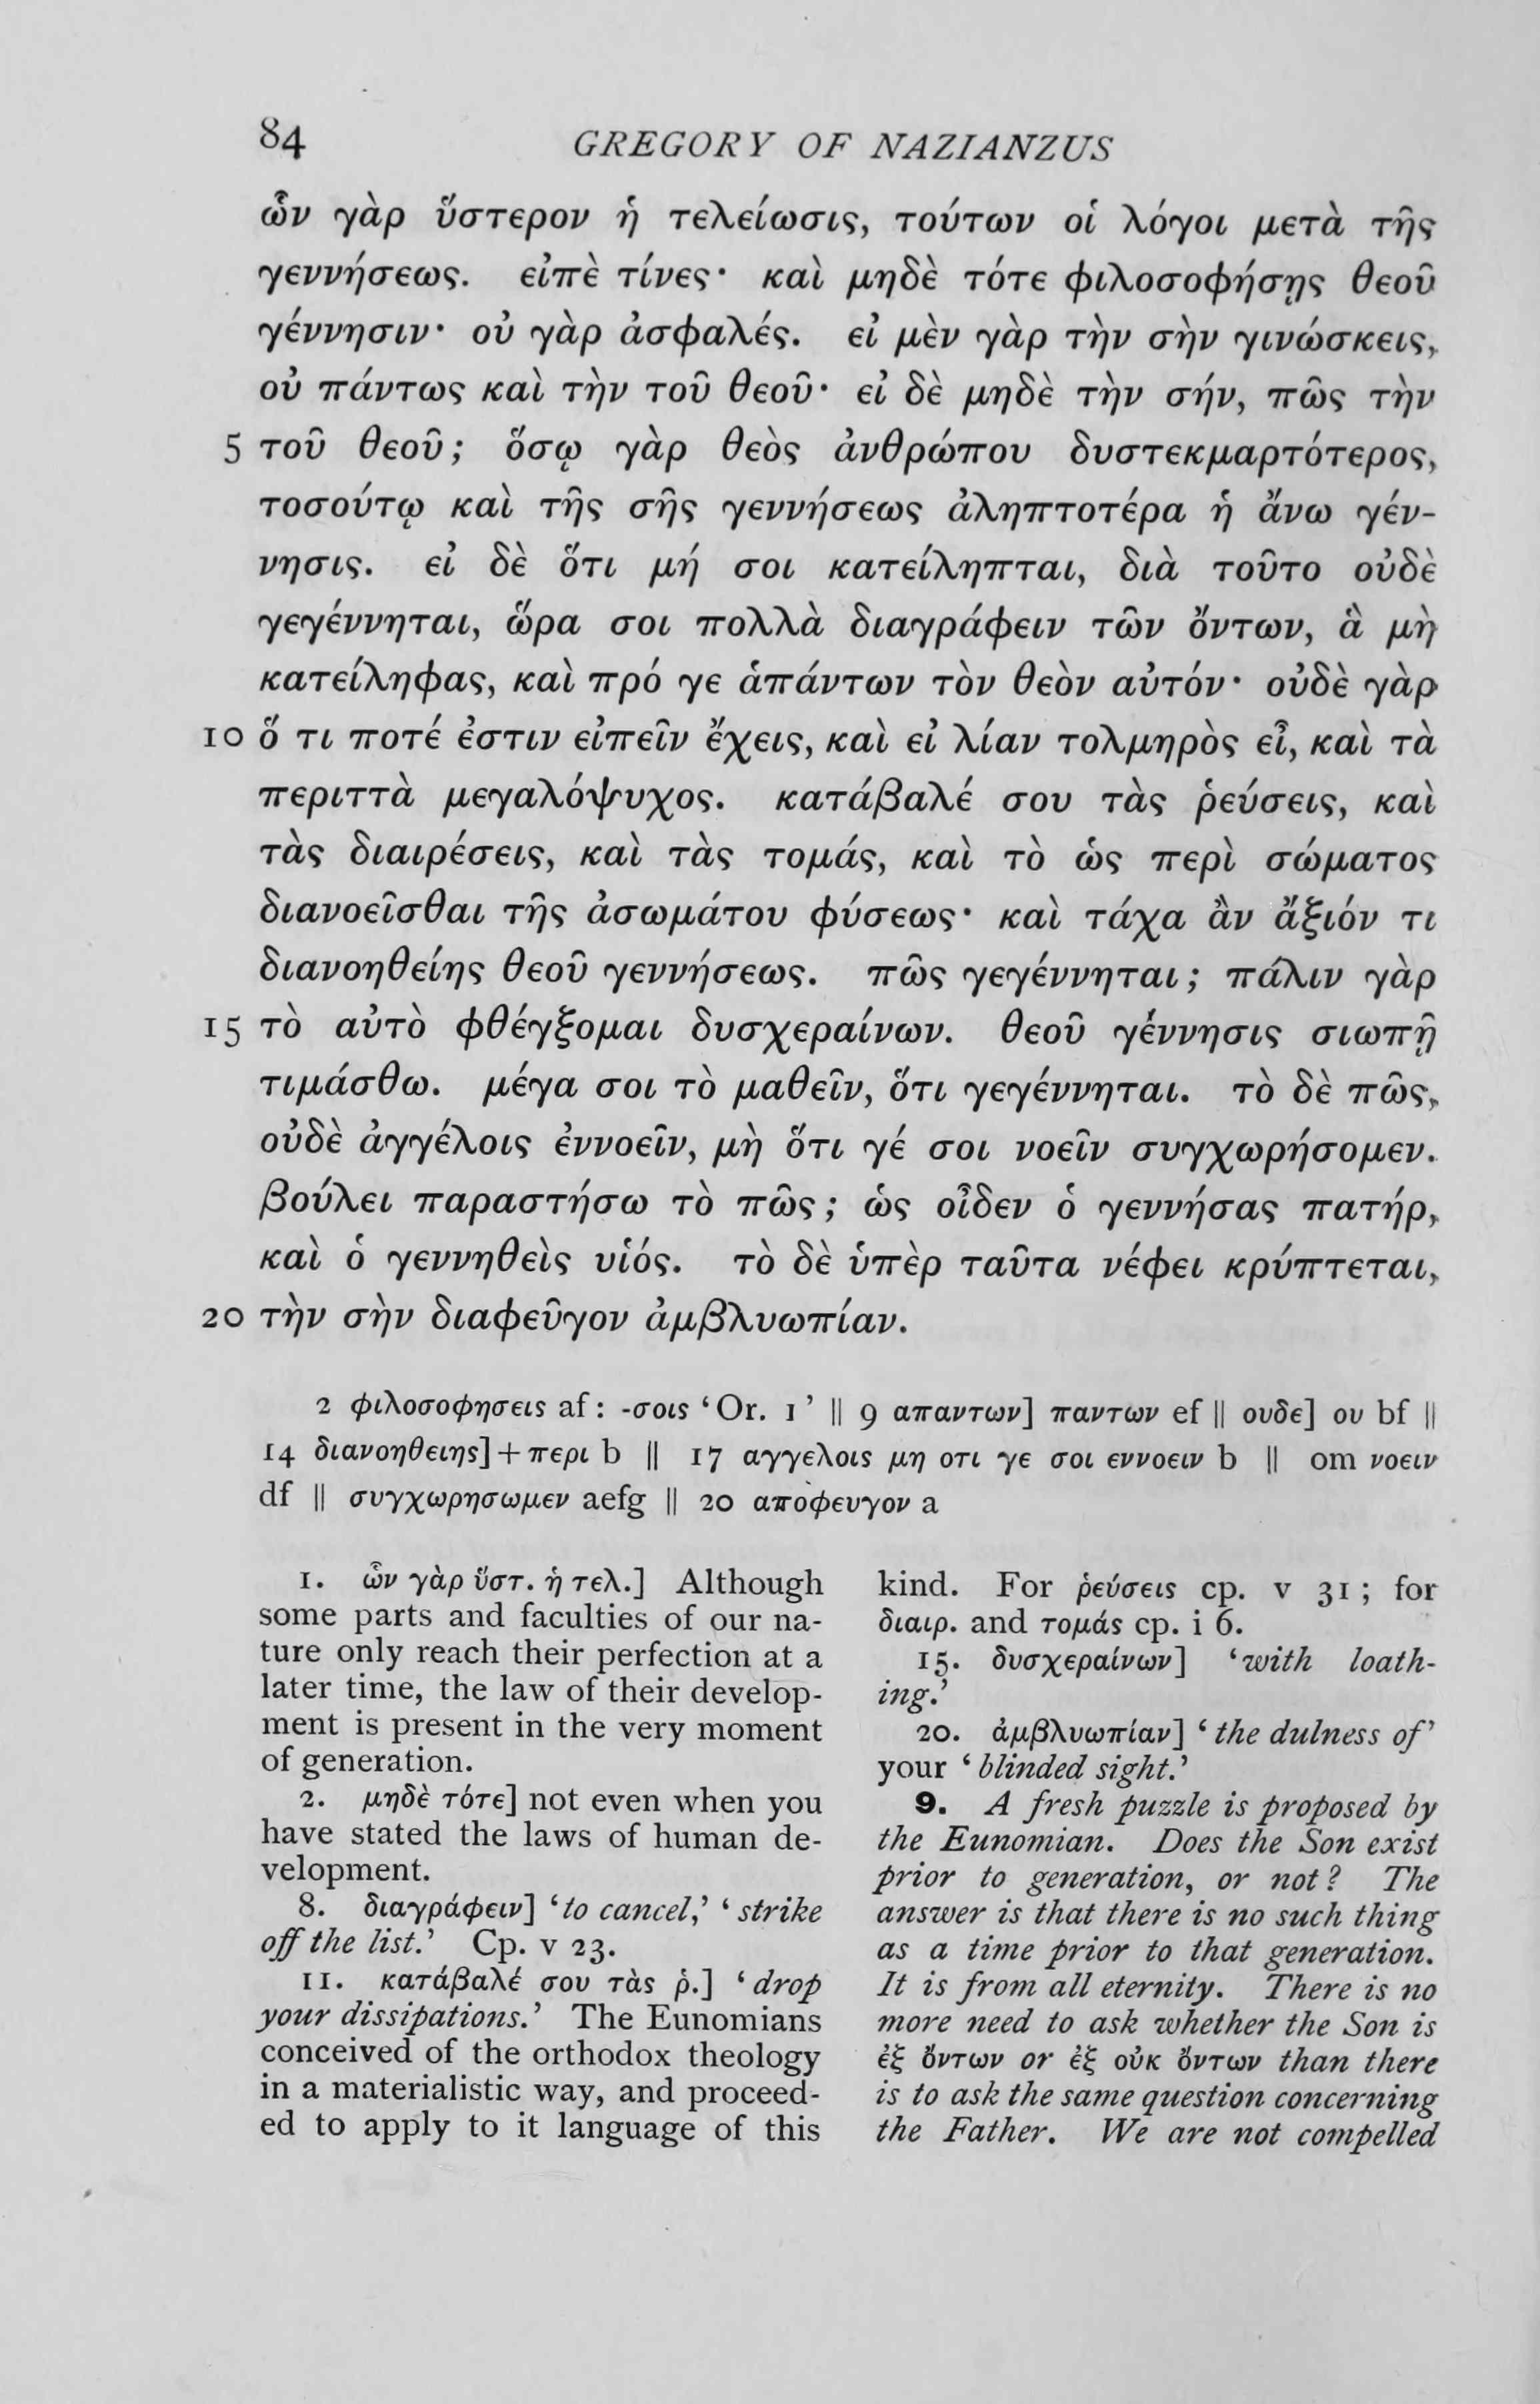 84 GREGORY OF NAZIANZUS
ὧν γὰρ ὕστερον ἡ τελείωσις, τούτων οἱ λόγοι μετὰ τῆς
γεννήσεως. εἰπὲ τίνες· καὶ μηδὲ τότε φιλοσοφήσῃς θεοῦ
γέννησιν· οὐ γὰρ ἀσφαλές. εἰ μὲν γὰρ τὴν σὴν γινώσκεις,
οὐ πάντως καὶ τὴν τοῦ θεοῦ· εἰ δὲ μηδὲ τὴν σήν, πῶς τὴν
5 τοῦ θεοῦ; ὅσῳ γὰρ θεὸς ἀνθρώπου δυστεκμαρτότερος,
τοσούτῳ καὶ τῆς σῆς γεννήσεως ἀληπτοτέρα ἡ ἄνω γέν-
νησις. εἰ δὲ ὅτι μή σοι κατείληπται, διὰ τοῦτο οὐδὲ
γεγέννηται, ὥρα σοι πολλὰ διαγράφειν τῶν ὄντων, ἃ μὴ
κατείληφας, καὶ πρό γε ἁπάντων τὸν θεὸν αὐτόν· οὐδὲ γὰρ
10 ὅ τι ποτέ ἐστιν εἰπεῖν ἔχεις, καὶ εἰ λίαν τολμηρὸς εἶ, καὶ τὰ
περιττὰ μεγαλόψυχος. κατάβαλέ σου τὰς ῥεύσεις, καὶ
τὰς διαιρέσεις, καὶ τὰς τομάς, καὶ τὸ ὡς περὶ σώματος
διανοεῖσθαι τῆς ἀσωμάτου φύσεως· καὶ τάχα ἂν ἄξιόν τι
διανοηθείης θεοῦ γεννήσεως. πῶς γεγέννηται; πάλιν γὰρ
15 τὸ αὐτὸ φθέγξομαι δυσχεραίνων. θεοῦ γέννησις σιωπῇ
τιμάσθω. μέγα σοι τὸ μαθεῖν, ὅτι γεγέννηται. τὸ δὲ πῶς,
οὐδὲ ἀγγέλοις ἐννοεῖν, μὴ ὅτι γέ σοι νοεῖν συγχωρήσομεν.
βούλει παραστήσω τὸ πῶς; ὡς οἶδεν ὁ γεννήσας πατήρ,
καὶ ὁ γεννηθεὶς υἱός. τὸ δὲ ὑπὲρ ταῦτα νέφει κρύπτεται,
20 τὴν σὴν διαφεῦγον ἀμβλυωπίαν.
2 φιλοσοφησεις af : -σοις ‘Or. 1’ || 9 απαντων] παντων ef || ουδε] ου bf ||
14 διανοηθειης] + περι b || 17 αγγελοις μη οτι γε σοι εννοειν b || om νοειν
df || συγχωρησωμεν aefg || 20 αποφευγον a
1. ὧν γὰρ ὕστ. ἡ τελ.] Although
some parts and faculties of our na-
ture only reach their perfection at a
later time, the law of their develop-
ment is present in the very moment
of generation.
2. μηδὲ τότε] not even when you
have stated the laws of human de-
velopment.
8. διαγράφειν] ‘to cancel,’ ‘strike
off the list.’ Cp. v 23.
11. κατάβαλέ σου τὰς ῥ.] ‘drop
your dissipations.’ The Eunomians
conceived of the orthodox theology
in a materialistic way, and proceed-
ed to apply to it language of this
kind. For ῥεύσεις cp. v 31; for
διαιρ. and τομάς cp. i 6.
15. δυσχεραίνων] ‘with loath-
ing.’
20. ἀμβλυωπίαν] ‘the dulness of’
your ‘blinded sight.’
9. A fresh puzzle is proposed by
the Eunomian. Does the Son exist
prior to generation, or not? The
answer is that there is no such thing
as a time prior to that generation.
It is from all eternity. There is no
more need to ask whether the Son is
ἐξ ὄντων or ἐξ οὐκ ὄντων than there
is to ask the same question concerning
the Father. We are not compelled